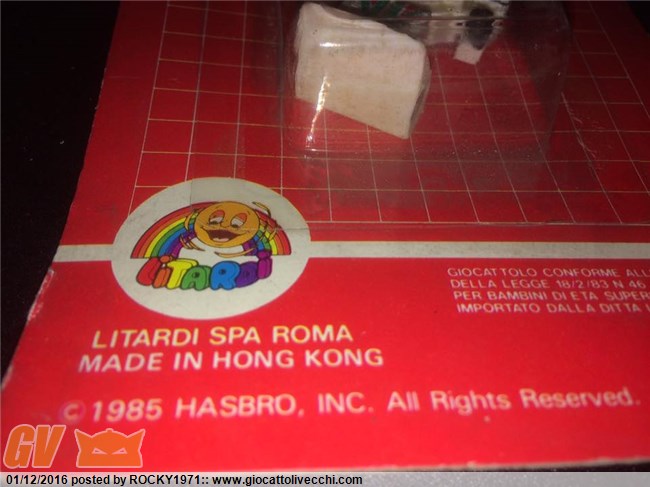 LITARDI
GIOCATTOLO CONFORME
DELLA LEGGE 18/2/83 N 46
PER BAMBINI DI ETA
IMPORTATO DALLA DITTA
LITARDI SPA ROMA
MADE IN HONG KONG
© 1985 HASBRO, INC. All Rights Reserved.
GV
01/12/2016 posted by ROCKY1971:: www.giocattolivecchi.com